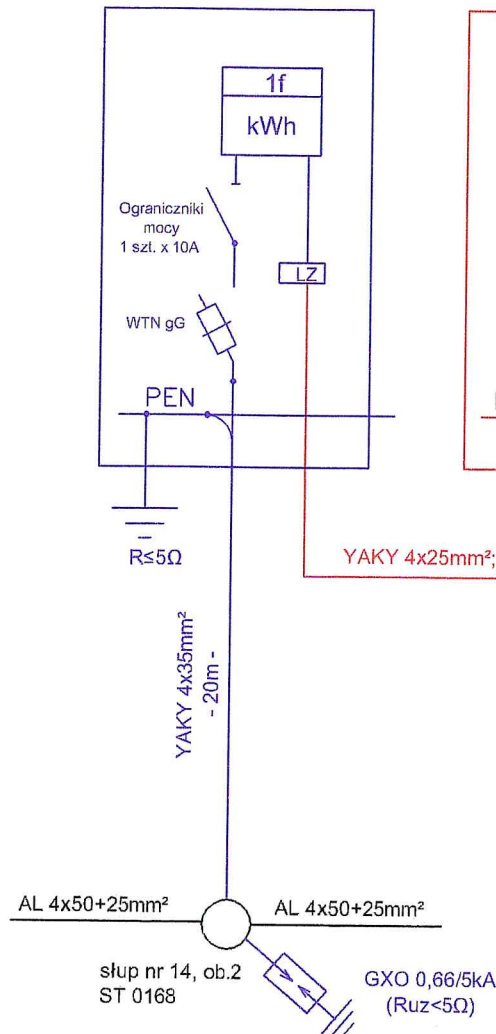 1f
kWh
Ograniczniki
mocy
1 szt. x 10A
LZ
WTN gG
PEN
R≤5Ω
YAKY 4x25mm²;
YAKY 4x35mm²
- 20m -
AL 4x50+25mm²
AL 4x50+25mm²
słup nr 14, ob.2
ST 0168
GXO 0,66/5kA
(Ruz<5Ω)